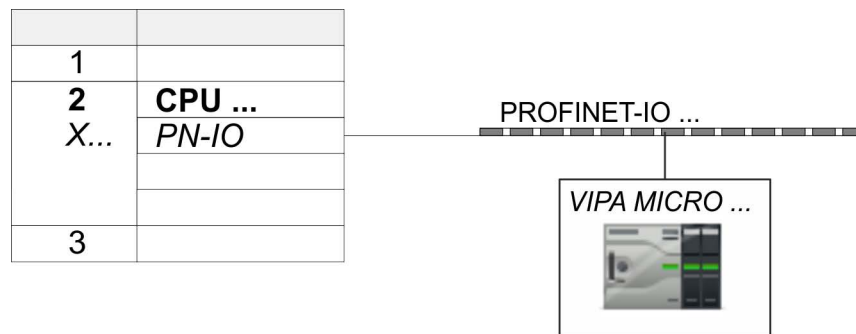 1
2 CPU ...
X... PN-IO
3
PROFINET-IO ...
VIPA MICRO ...